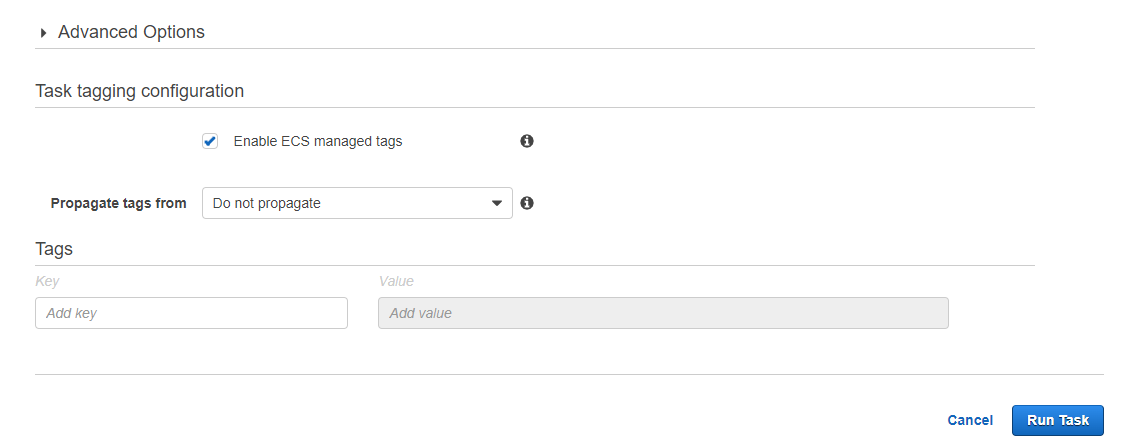 Advanced Options
Task tagging configuration
Enable ECS managed tags
Propagate tags from Do not propagate
Tags
Key Value
Add key Add value
Cancel Run Task